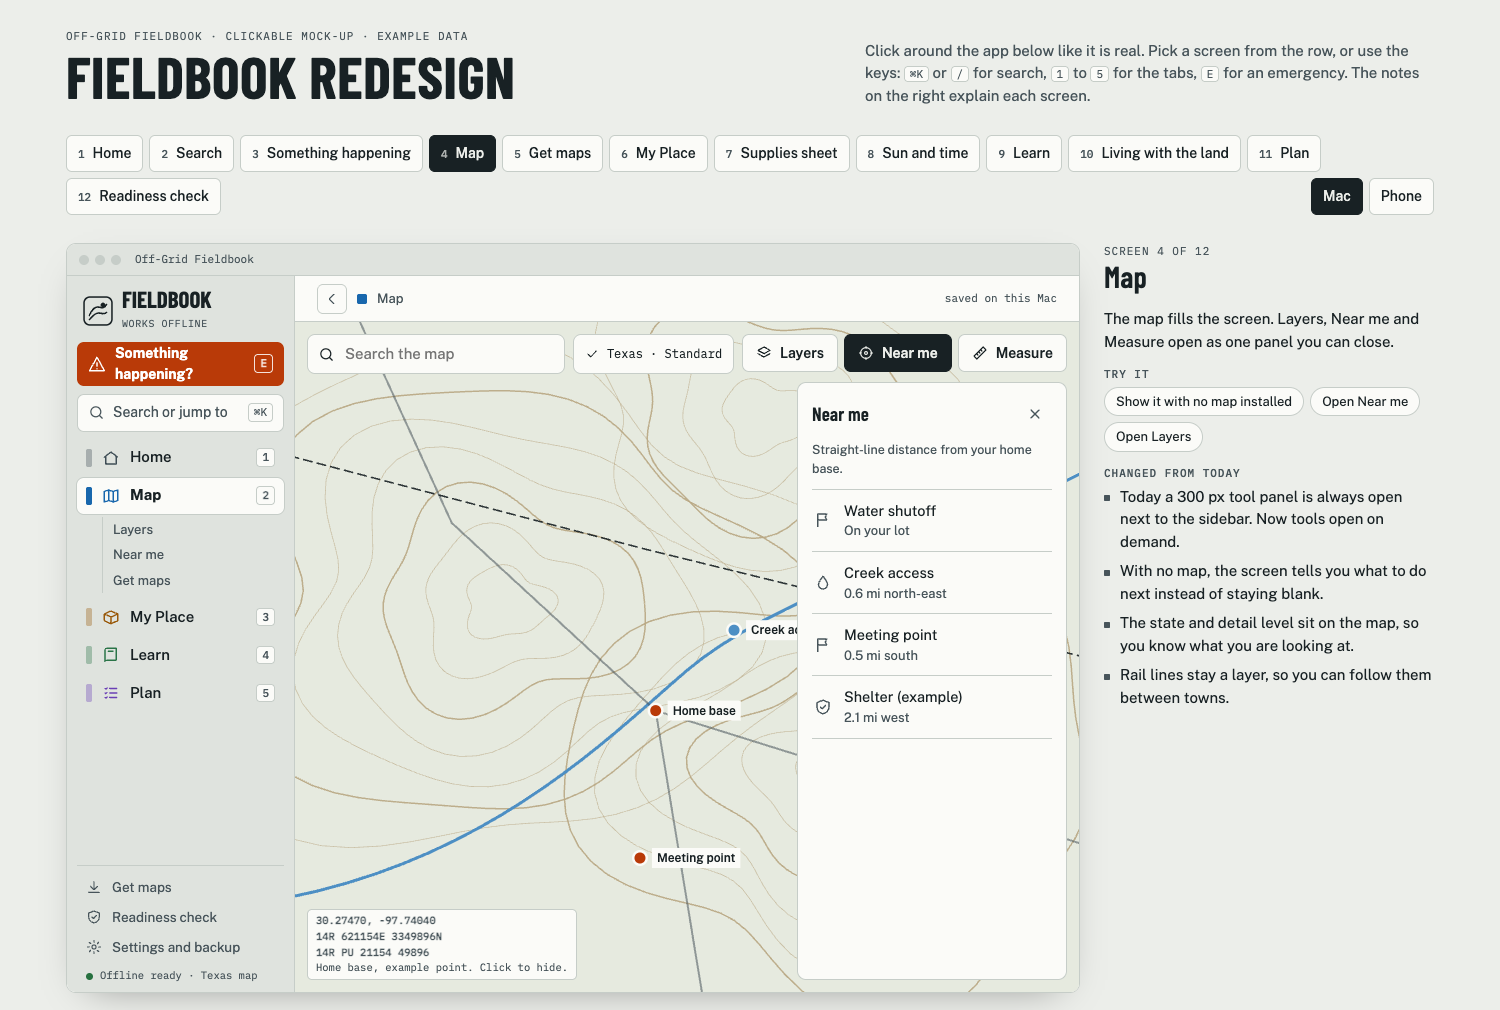 OFF-GRID FIELDBOOK · CLICKABLE MOCK-UP · EXAMPLE DATA
FIELDBOOK REDESIGN
Click around the app below like it is real. Pick a screen from the row, or use the
keys: ⌘K or / for search, 1 to 5 for the tabs, E for an emergency. The notes
on the right explain each screen.
1 Home
2 Search
3 Something happening
4 Map
5 Get maps
6 My Place
7 Supplies sheet
8 Sun and time
9 Learn
10 Living with the land
11 Plan
12 Readiness check
Mac
Phone
Off-Grid Fieldbook
FIELDBOOK
WORKS OFFLINE
Something
happening?
E
Search or jump to ⌘K
Home 1
Map 2
Layers
Near me
Get maps
My Place 3
Learn 4
Plan 5
Get maps
Readiness check
Settings and backup
Offline ready · Texas map
Map
saved on this Mac
Search the map
Texas · Standard
Layers
Near me
Measure
Near me
Straight-line distance from your home
base.
Water shutoff
On your lot
Creek access
0.6 mi north-east
Meeting point
0.5 mi south
Shelter (example)
2.1 mi west
Creek ac
Home base
Meeting point
30.27470, -97.74040
14R 621154E 3349896N
14R PU 21154 49896
Home base, example point. Click to hide.
SCREEN 4 OF 12
Map
The map fills the screen. Layers, Near me and
Measure open as one panel you can close.
TRY IT
Show it with no map installed
Open Near me
Open Layers
CHANGED FROM TODAY
Today a 300 px tool panel is always open
next to the sidebar. Now tools open on
demand.
With no map, the screen tells you what to do
next instead of staying blank.
The state and detail level sit on the map, so
you know what you are looking at.
Rail lines stay a layer, so you can follow them
between towns.